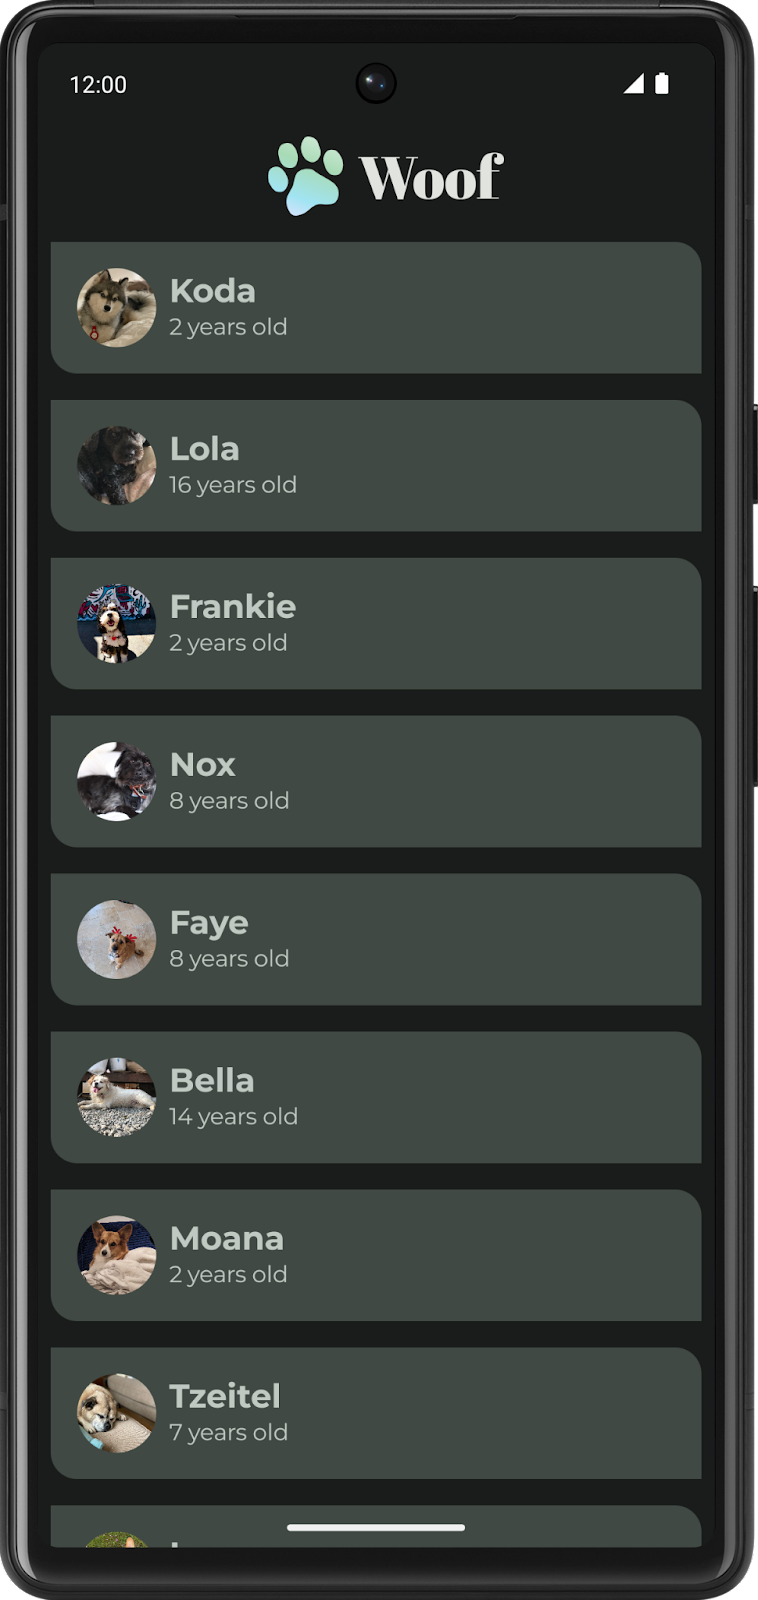 12:00
Woof
Koda
2 years old
Lola
16 years old
Frankie
2 years old
Nox
8 years old
Faye
8 years old
Bella
14 years old
Moana
2 years old
Tzeitel
7 years old